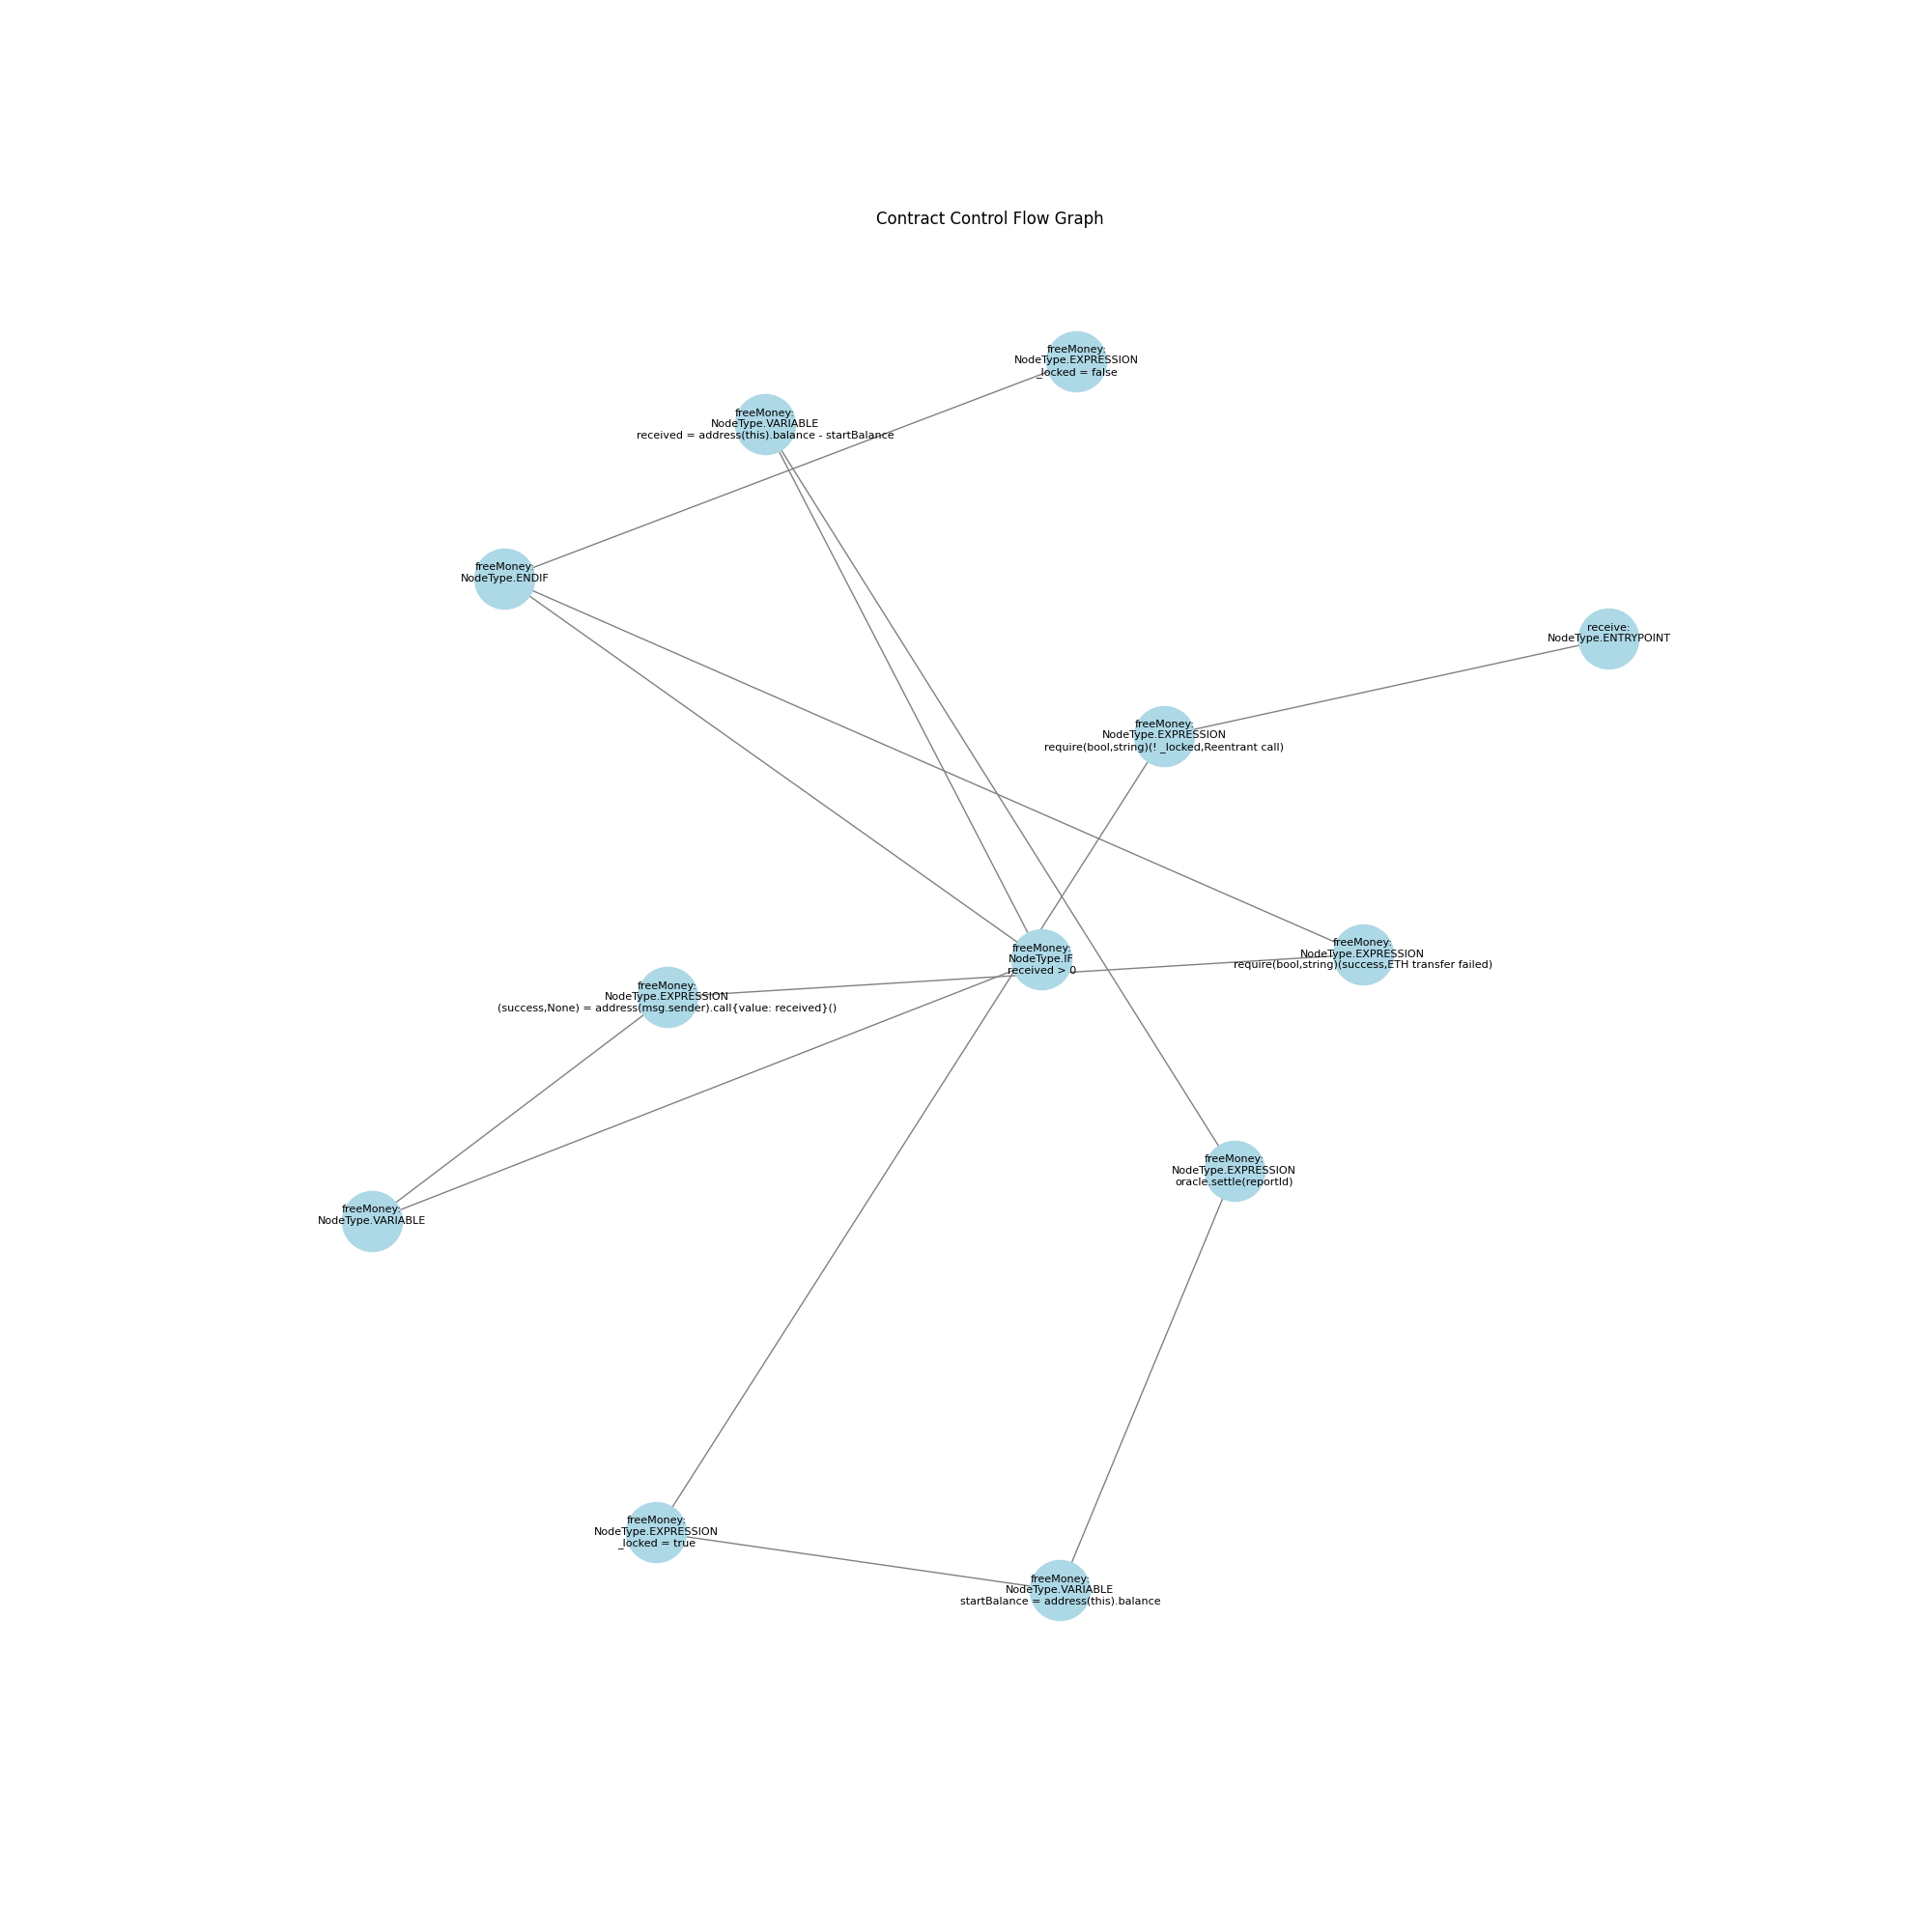 Contract Control Flow Graph
freeMoney:
NodeType.EXPRESSION
_locked = false
freeMoney:
NodeType.VARIABLE
received = address(this).balance - startBalance
freeMoney:
NodeType.ENDIF
receive:
NodeType.ENTRYPOINT
freeMoney:
NodeType.EXPRESSION
require(bool,string)(! _locked,Reentrant call)
freeMoney:
NodeType.IF
received > 0
freeMoney:
NodeType.EXPRESSION
require(bool,string)(success,ETH transfer failed)
freeMoney:
NodeType.EXPRESSION
(success,None) = address(msg.sender).call{value: received}()
freeMoney:
NodeType.EXPRESSION
oracle.settle(reportId)
freeMoney:
NodeType.VARIABLE
freeMoney:
NodeType.EXPRESSION
_locked = true
freeMoney:
NodeType.VARIABLE
startBalance = address(this).balance